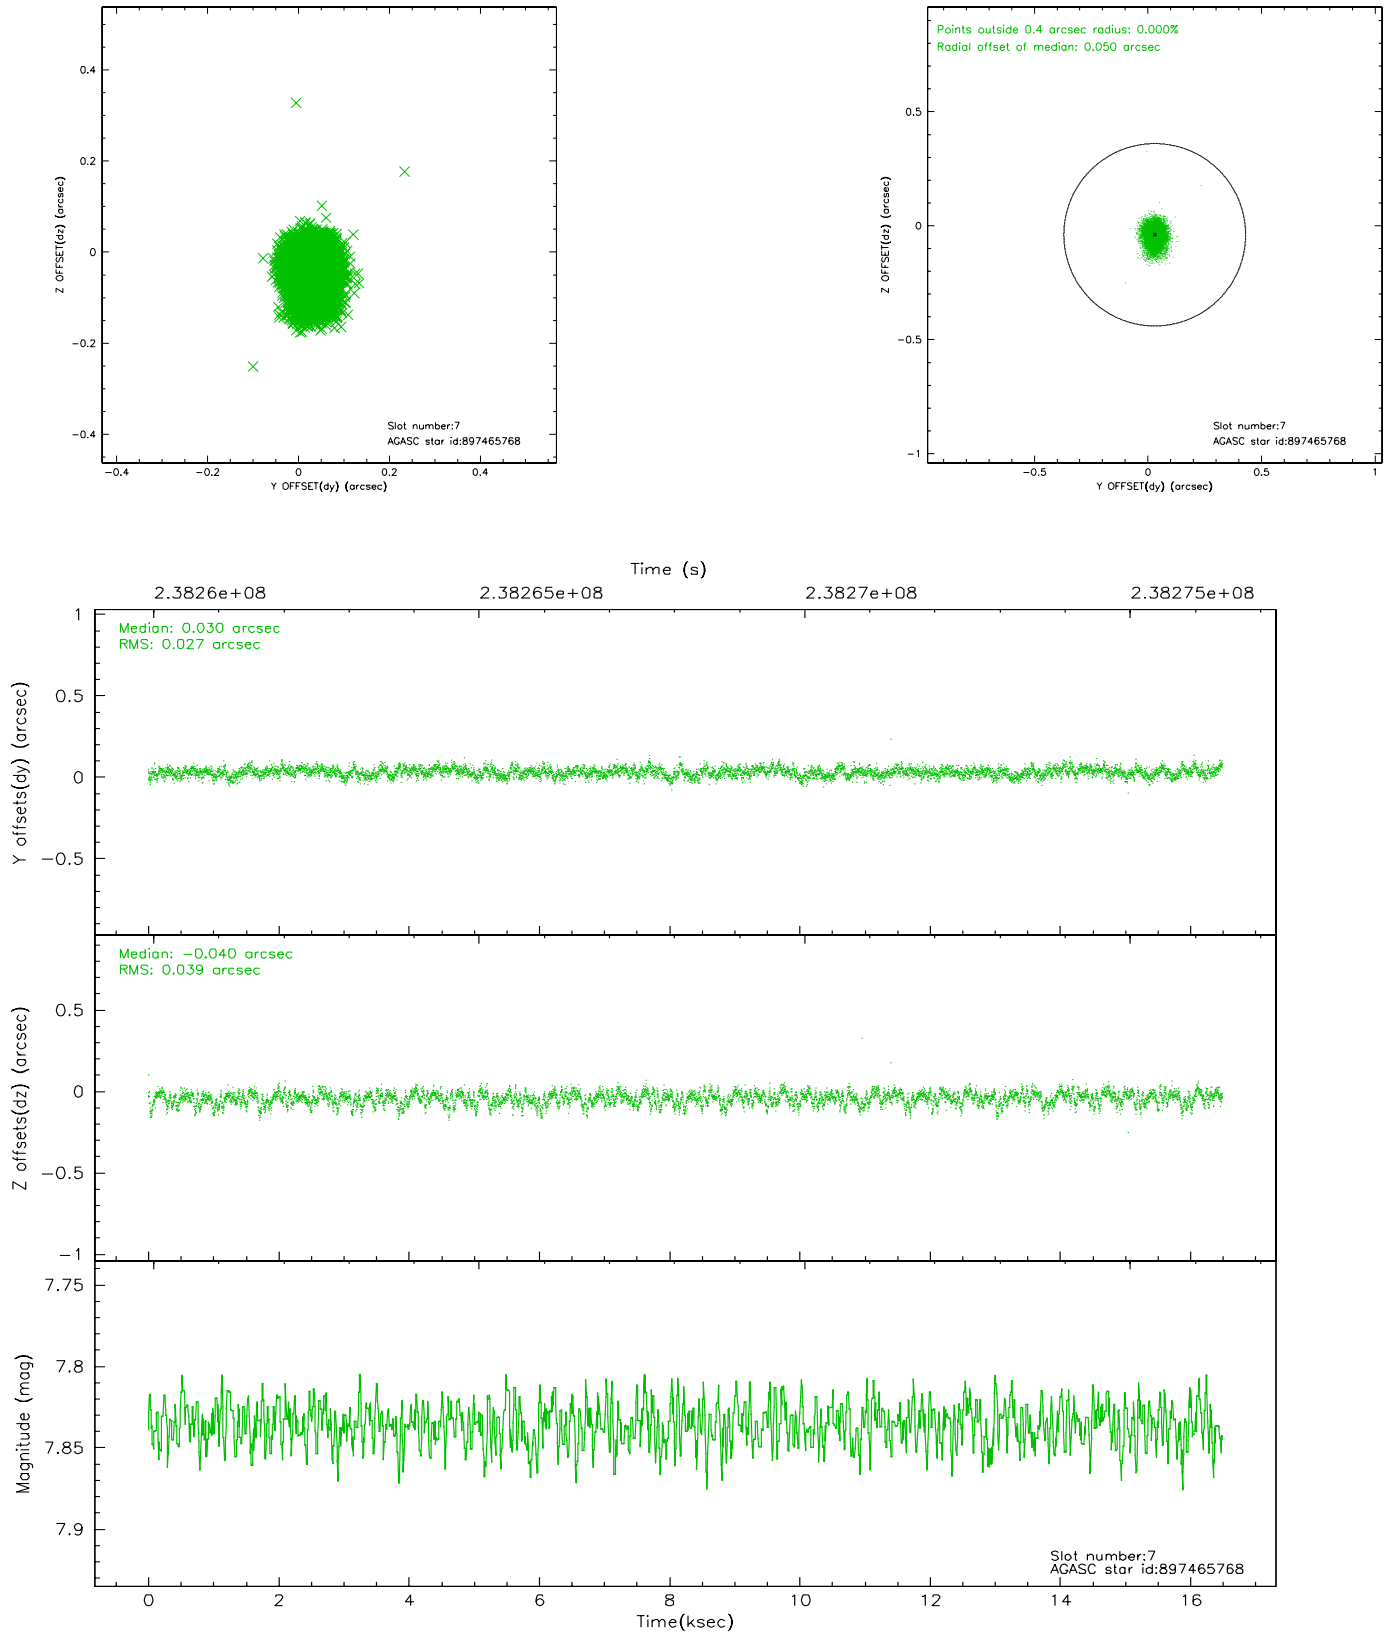 0.4
0.2
0
−0.2
−0.4
Z OFFSET(dz) (arcsec)
Slot number:7
AGASC star id:897465768
−0.4 −0.2 0 0.2 0.4
Y OFFSET(dy) (arcsec)
Points outside 0.4 arcsec radius: 0.000%
Radial offset of median: 0.050 arcsec
0.5
0
−0.5
−1
Z OFFSET(dz) (arcsec)
Slot number:7
AGASC star id:897465768
−0.5 0 0.5 1
Y OFFSET(dy) (arcsec)
Time (s)
2.3826e+08 2.38265e+08 2.3827e+08 2.38275e+08
Median: 0.030 arcsec
RMS: 0.027 arcsec
1
0.5
0
−0.5
Y offsets(dy) (arcsec)
Median: −0.040 arcsec
RMS: 0.039 arcsec
0.5
0
−0.5
−1
Z offsets(dz) (arcsec)
7.75
7.8
7.85
7.9
Magnitude (mag)
Slot number:7
AGASC star id:897465768
0 2 4 6 8 10 12 14 16
Time(ksec)